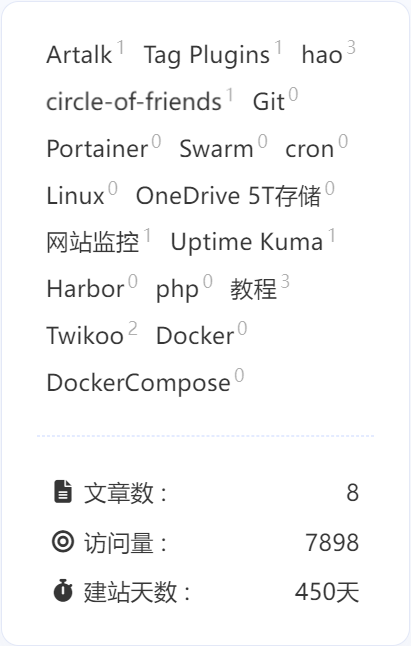 Artalk 1 Tag Plugins 1 hao 3
circle-of-friends 1 Git 0
Portainer 0 Swarm 0 cron 0
Linux 0 OneDrive 5T存储 0
网站监控 1 Uptime Kuma 1
Harbor 0 php 0 教程 3
Twikoo 2 Docker 0
DockerCompose 0
文章数 : 8
访问量 : 7898
建站天数 : 450天